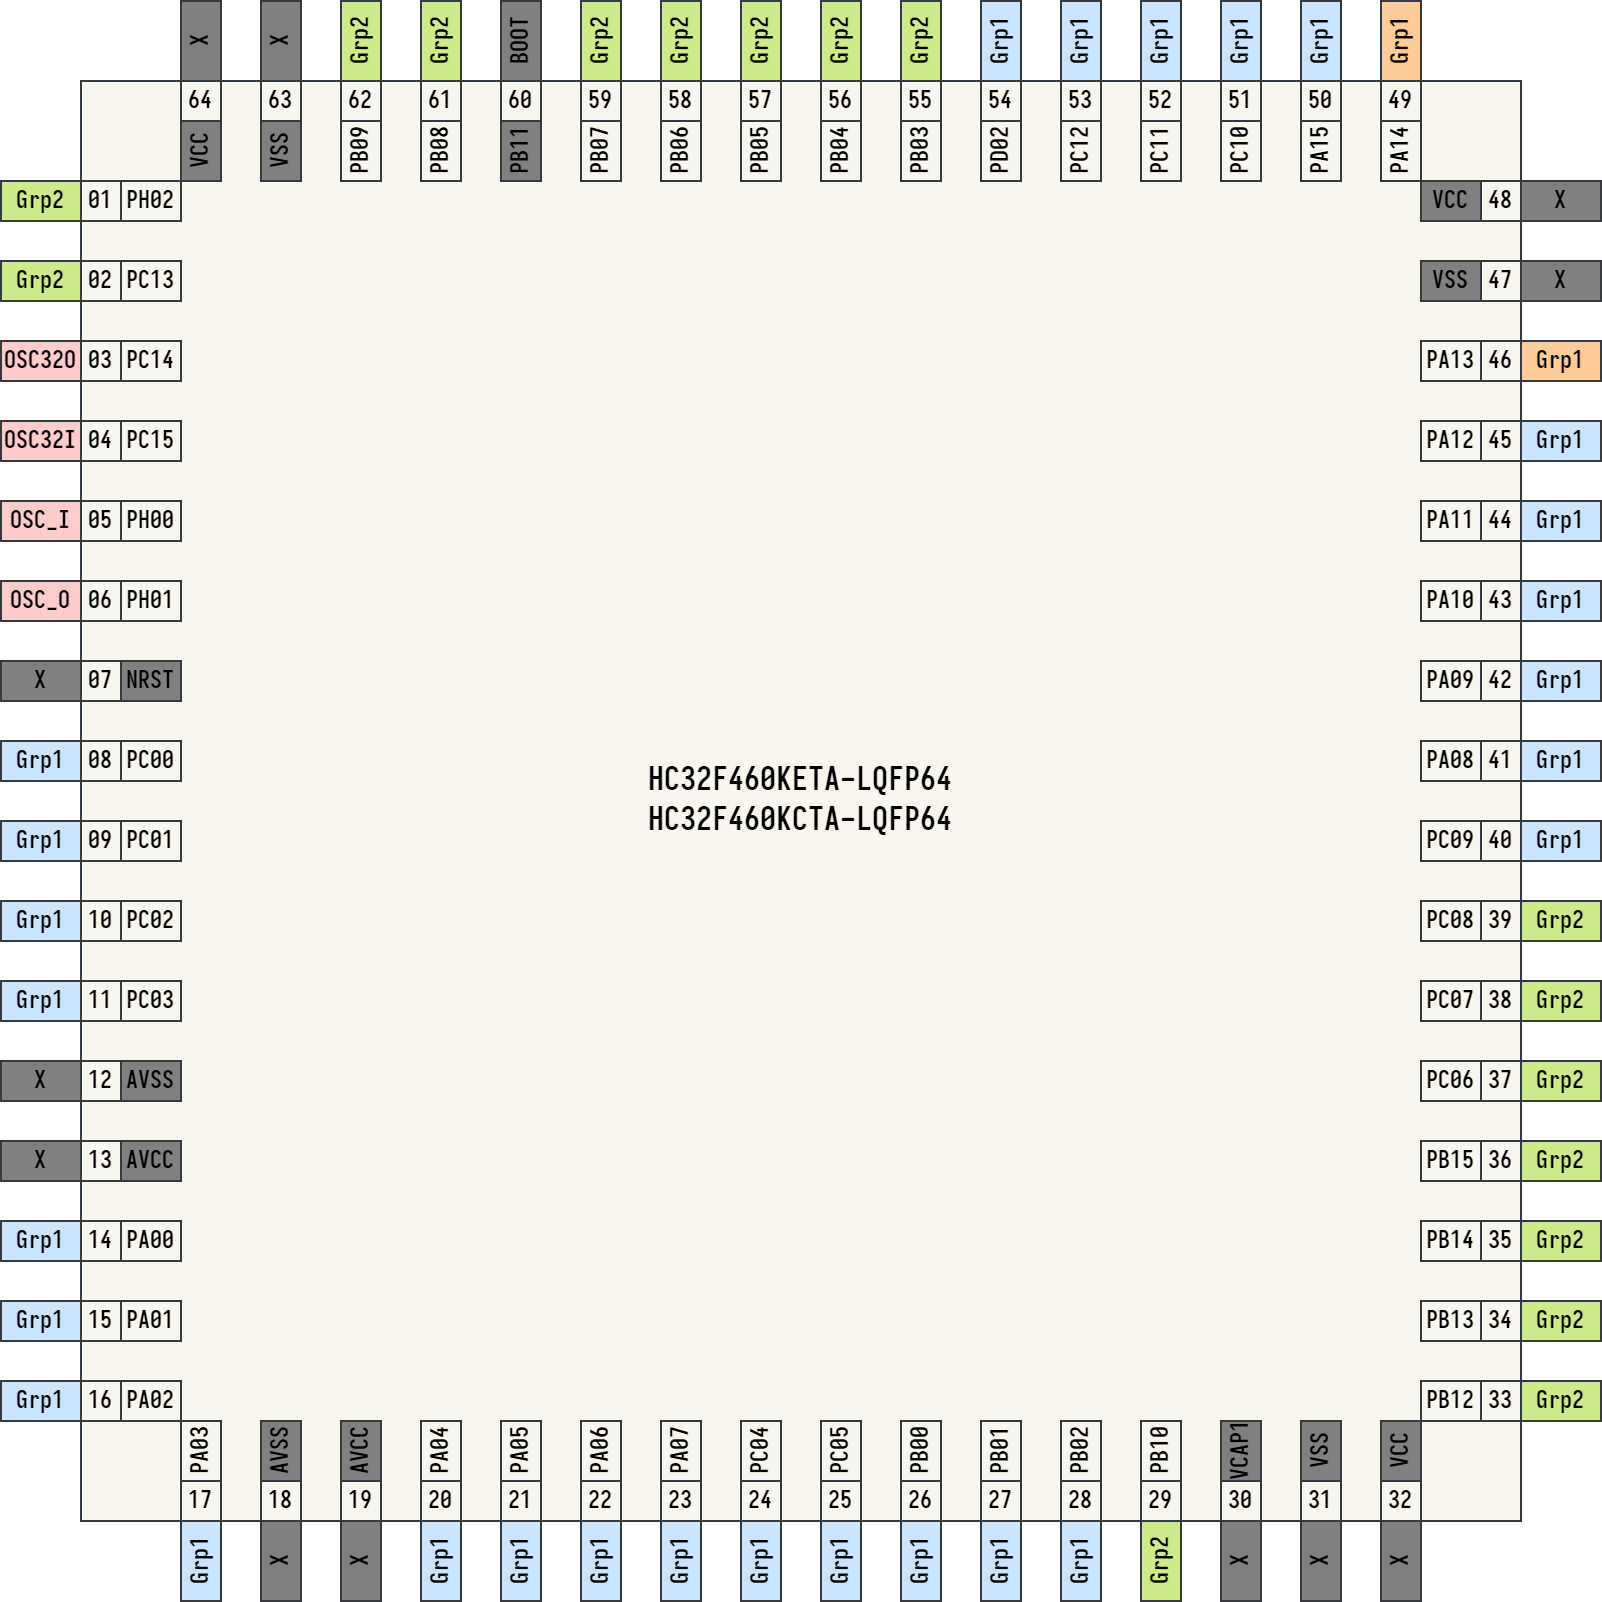 X X Grp2 Grp2 BOOT Grp2 Grp2 Grp2 Grp2 Grp2 Grp1 Grp1 Grp1 Grp1 Grp1 Grp1
64 63 62 61 60 59 58 57 56 55 54 53 52 51 50 49
VCC VSS PB09 PB08 PB11 PB07 PB06 PB05 PB04 PB03 PD02 PC12 PC11 PC10 PA15 PA14
Grp2 01 PH02 VCC 48 X
Grp2 02 PC13 VSS 47 X
OSC32O 03 PC14 PA13 46 Grp1
OSC32I 04 PC15 PA12 45 Grp1
OSC_I 05 PH00 PA11 44 Grp1
OSC_O 06 PH01 PA10 43 Grp1
X 07 NRST PA09 42 Grp1
Grp1 08 PC00 PA08 41 Grp1
HC32F460KETA-LQFP64
HC32F460KCTA-LQFP64
Grp1 09 PC01 PC09 40 Grp1
Grp1 10 PC02 PC08 39 Grp2
Grp1 11 PC03 PC07 38 Grp2
X 12 AVSS PC06 37 Grp2
X 13 AVCC PB15 36 Grp2
Grp1 14 PA00 PB14 35 Grp2
Grp1 15 PA01 PB13 34 Grp2
Grp1 16 PA02 PB12 33 Grp2
PA03 AVSS AVCC PA04 PA05 PA06 PA07 PC04 PC05 PB00 PB01 PB02 PB10 VCAP1 VSS VCC
17 18 19 20 21 22 23 24 25 26 27 28 29 30 31 32
Grp1 X X Grp1 Grp1 Grp1 Grp1 Grp1 Grp1 Grp1 Grp1 Grp1 Grp2 X X X